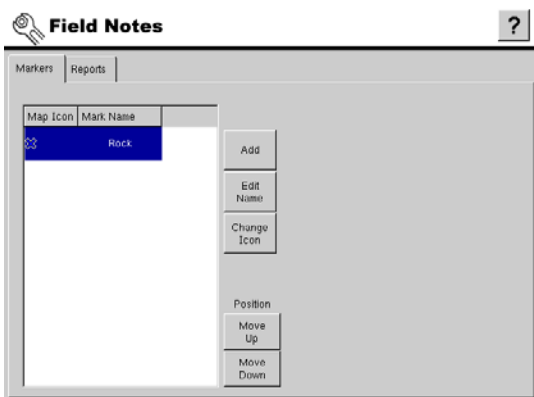 Field Notes
?
Markers Reports
Map Icon Mark Name
Rock
Add
Edit
Name
Change
Icon
Position
Move
Up
Move
Down